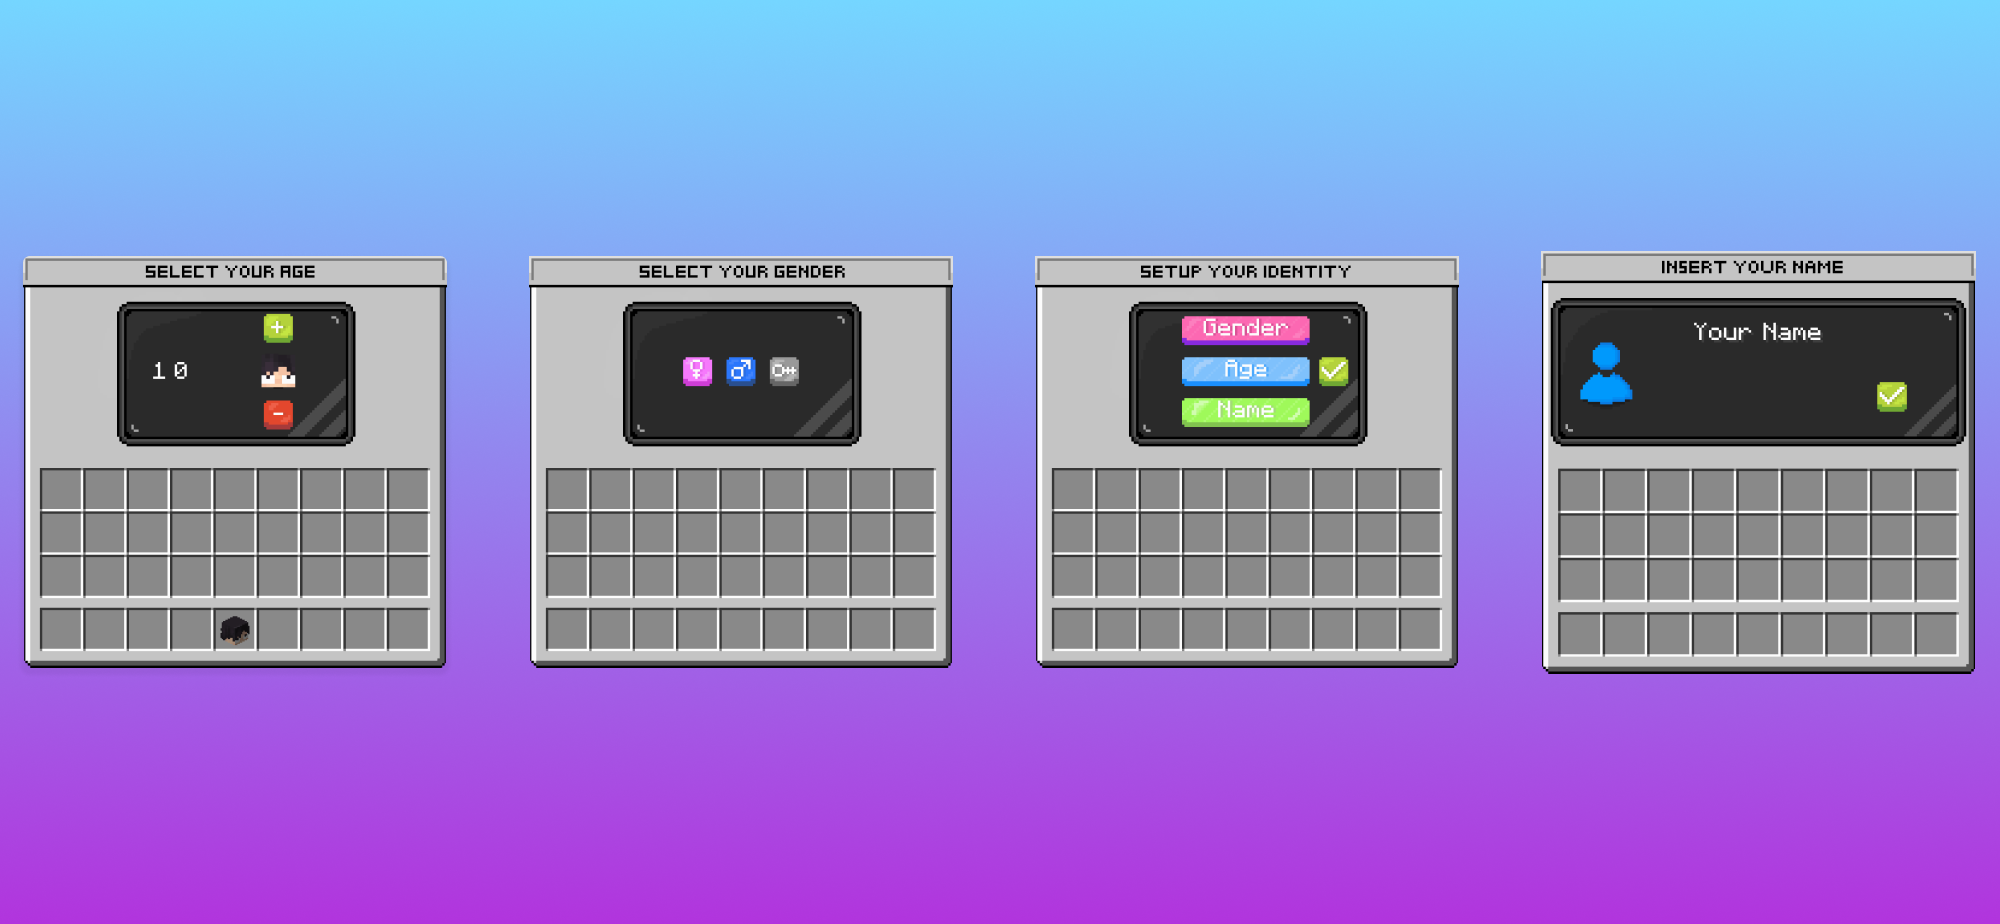 SELECT YOUR AGE
+
10
-
SELECT YOUR GENDER
SETUP YOUR IDENTITY
Gender
Age
Name
INSERT YOUR NAME
Your Name